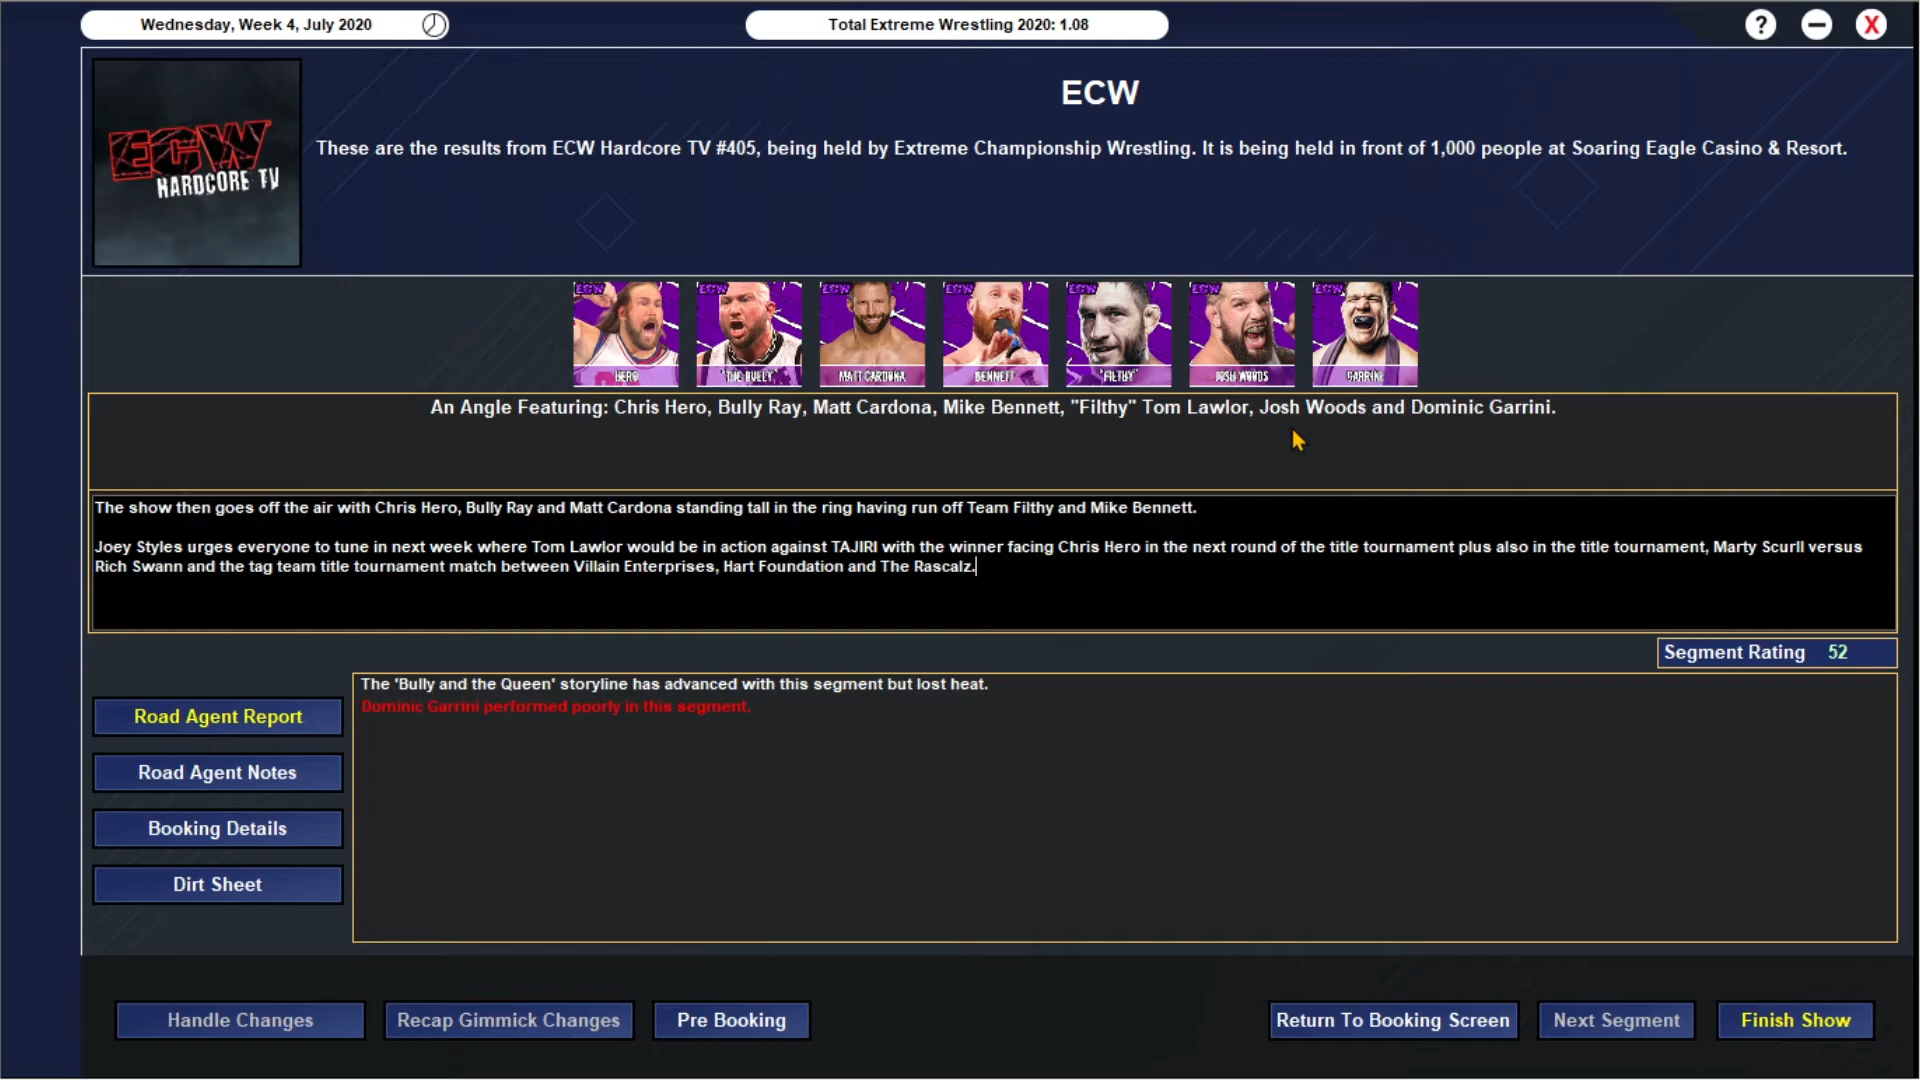 Wednesday, Week 4, July 2020
Total Extreme Wrestling 2020: 1.08
?
X
ECW
HARDCORE TV
ECW
These are the results from ECW Hardcore TV #405, being held by Extreme Championship Wrestling. It is being held in front of 1,000 people at Soaring Eagle Casino & Resort.
ECW ECW ECW ECW ECW ECW ECW
HERO "THE BULLY" MATT CARDONA BENNETT "FILTHY" JOSH WOODS GARRINI
An Angle Featuring: Chris Hero, Bully Ray, Matt Cardona, Mike Bennett, "Filthy" Tom Lawlor, Josh Woods and Dominic Garrini.
The show then goes off the air with Chris Hero, Bully Ray and Matt Cardona standing tall in the ring having run off Team Filthy and Mike Bennett.
Joey Styles urges everyone to tune in next week where Tom Lawlor would be in action against TAJIRI with the winner facing Chris Hero in the next round of the title tournament plus also in the title tournament, Marty Scurll versus
Rich Swann and the tag team title tournament match between Villain Enterprises, Hart Foundation and The Rascalz.
Segment Rating 52
The 'Bully and the Queen' storyline has advanced with this segment but lost heat.
Dominic Garrini performed poorly in this segment.
Road Agent Report
Road Agent Notes
Booking Details
Dirt Sheet
Handle Changes
Recap Gimmick Changes
Pre Booking
Return To Booking Screen
Next Segment
Finish Show